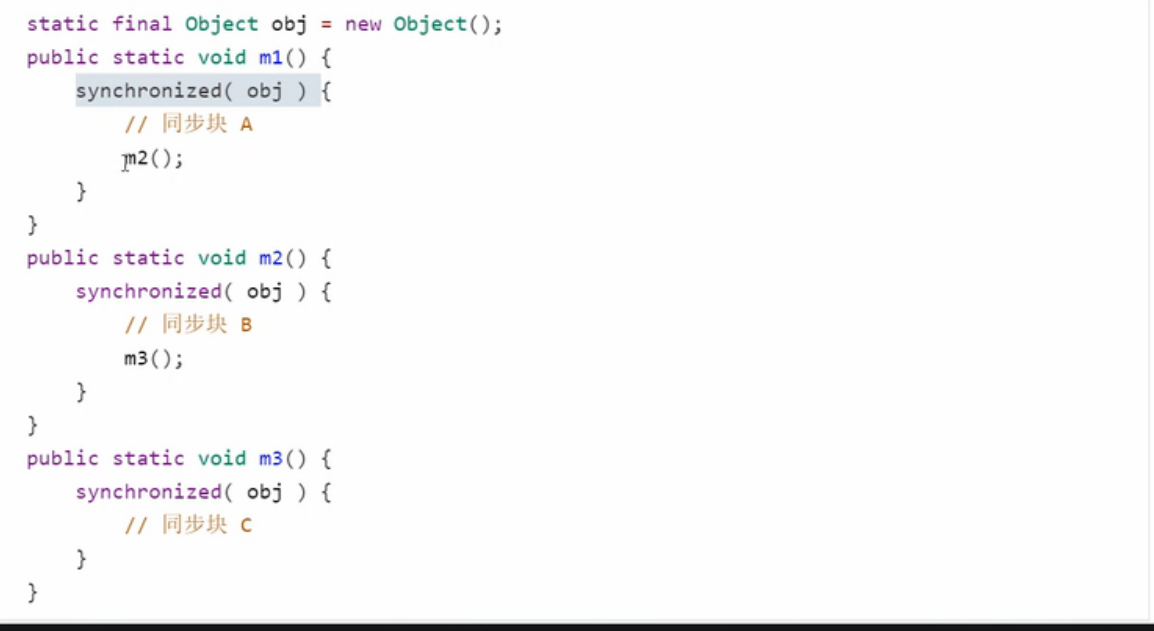 static final Object obj = new Object();
public static void m1() {
    synchronized( obj ) {
        // 同步块 A
        m2();
    }
}
public static void m2() {
    synchronized( obj ) {
        // 同步块 B
        m3();
    }
}
public static void m3() {
    synchronized( obj ) {
        // 同步块 C
    }
}